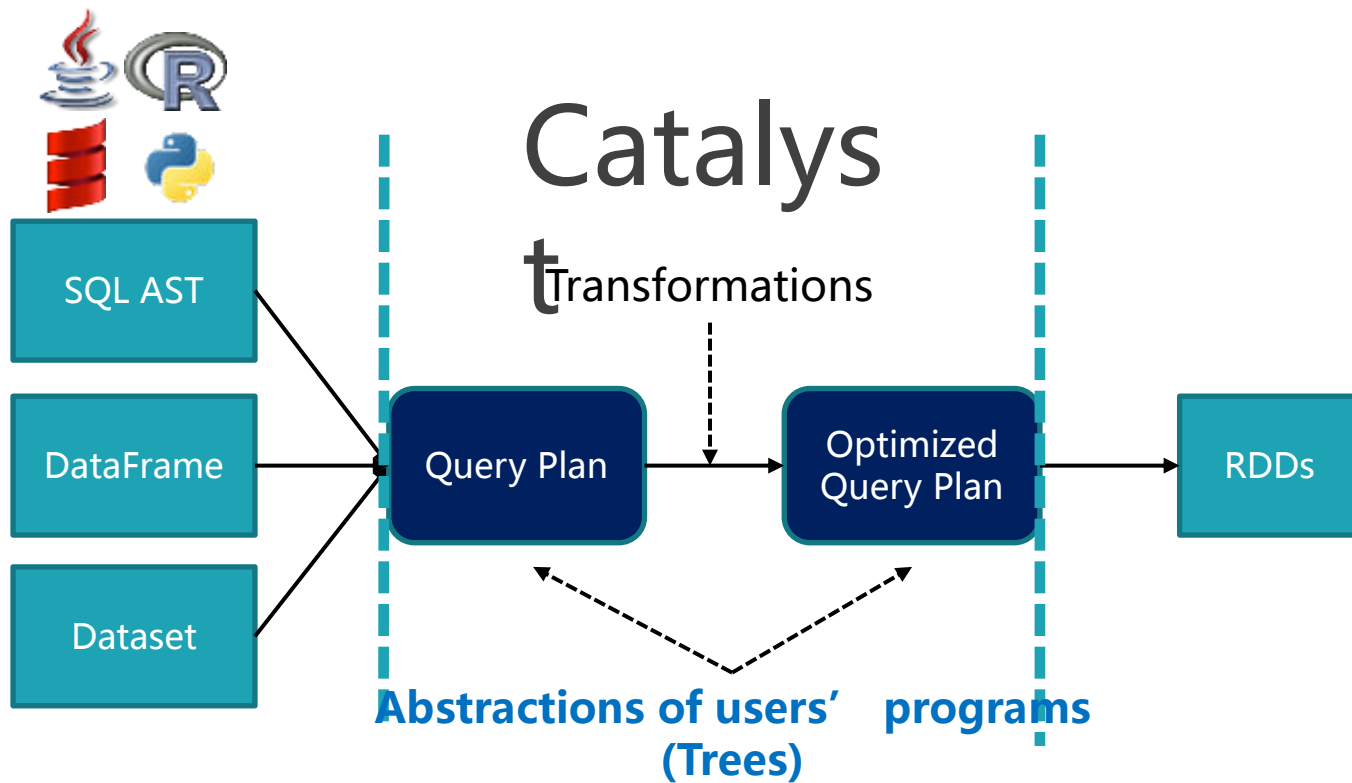 R
Catalys
t
Transformations
SQL AST
DataFrame
Dataset
Query Plan
Optimized
Query Plan
RDDs
Abstractions of users’ programs
(Trees)